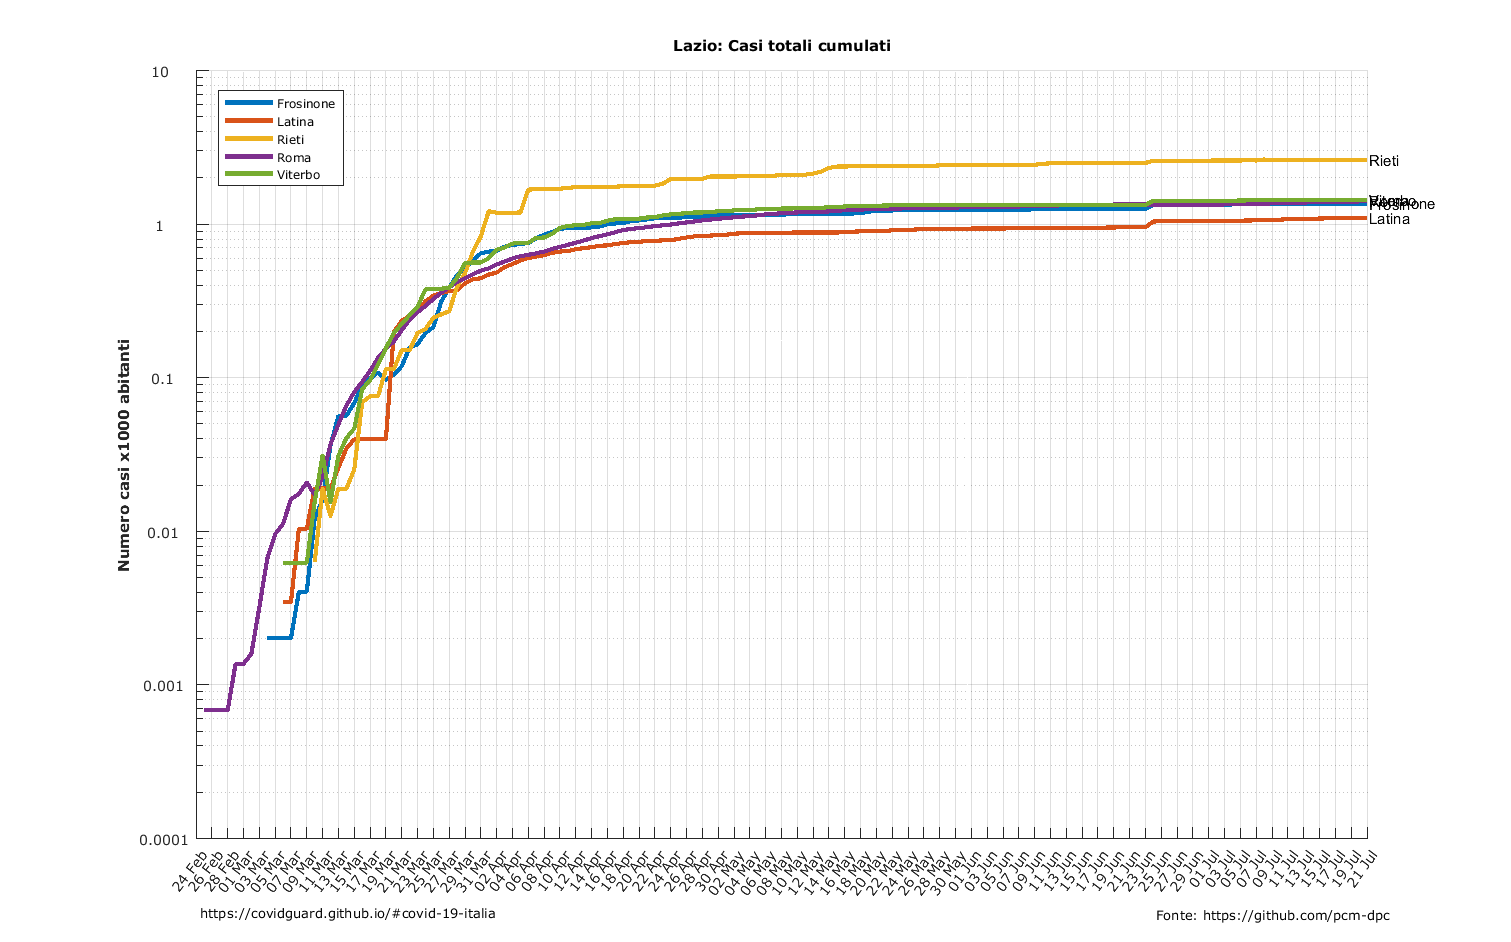 Lazio: Casi totali cumulati
10
1
0.1
0.01
0.001
0.0001
Numero casi x1000 abitanti
Frosinone
Latina
Rieti
Roma
Viterbo
Rieti
Viterbo
Frosinone
Latina
24 Feb
26 Feb
28 Feb
01 Mar
03 Mar
05 Mar
07 Mar
09 Mar
11 Mar
13 Mar
15 Mar
17 Mar
19 Mar
21 Mar
23 Mar
25 Mar
27 Mar
29 Mar
31 Mar
02 Apr
04 Apr
06 Apr
08 Apr
10 Apr
12 Apr
14 Apr
16 Apr
18 Apr
20 Apr
22 Apr
24 Apr
26 Apr
28 Apr
30 Apr
02 May
04 May
06 May
08 May
10 May
12 May
14 May
16 May
18 May
20 May
22 May
24 May
26 May
28 May
30 May
01 Jun
03 Jun
05 Jun
07 Jun
09 Jun
11 Jun
13 Jun
15 Jun
17 Jun
19 Jun
21 Jun
23 Jun
25 Jun
27 Jun
29 Jun
01 Jul
03 Jul
05 Jul
07 Jul
09 Jul
11 Jul
13 Jul
15 Jul
17 Jul
19 Jul
21 Jul
https://covidguard.github.io/#covid-19-italia
Fonte: https://github.com/pcm-dpc